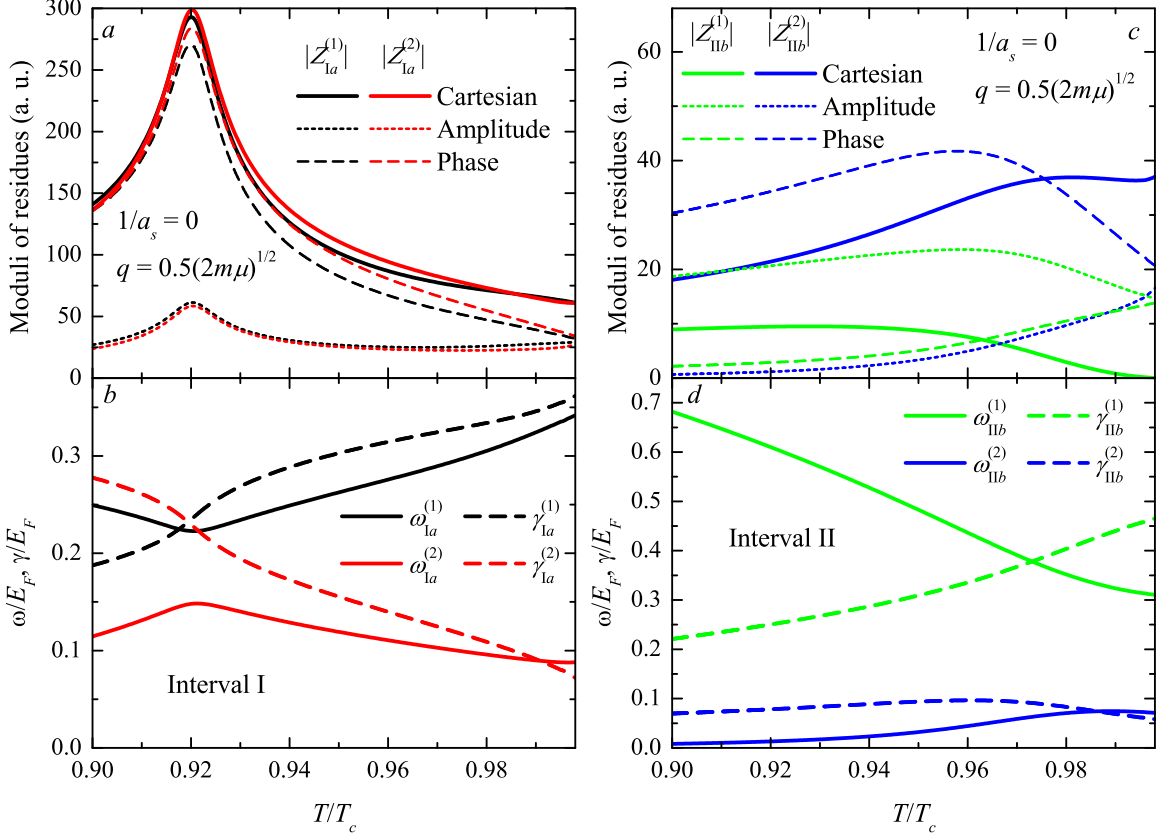 a
|Z_Ia^(1)| |Z_Ia^(2)|
Cartesian
Amplitude
Phase
1/a_s = 0
q = 0.5(2mμ)^1/2
Moduli of residues (a. u.)
300
250
200
150
100
50
0
c
|Z_IIb^(1)| |Z_IIb^(2)|
1/a_s = 0
Cartesian
q = 0.5(2mμ)^1/2
Amplitude
Phase
Moduli of residues (a. u.)
60
40
20
0
b
ω_Ia^(1) γ_Ia^(1)
ω_Ia^(2) γ_Ia^(2)
Interval I
ω/E_F, γ/E_F
0.3
0.2
0.1
0.0
0.90 0.92 0.94 0.96 0.98
T/T_c
d
ω_IIb^(1) γ_IIb^(1)
ω_IIb^(2) γ_IIb^(2)
Interval II
ω/E_F, γ/E_F
0.7
0.6
0.5
0.4
0.3
0.2
0.1
0.0
0.90 0.92 0.94 0.96 0.98
T/T_c